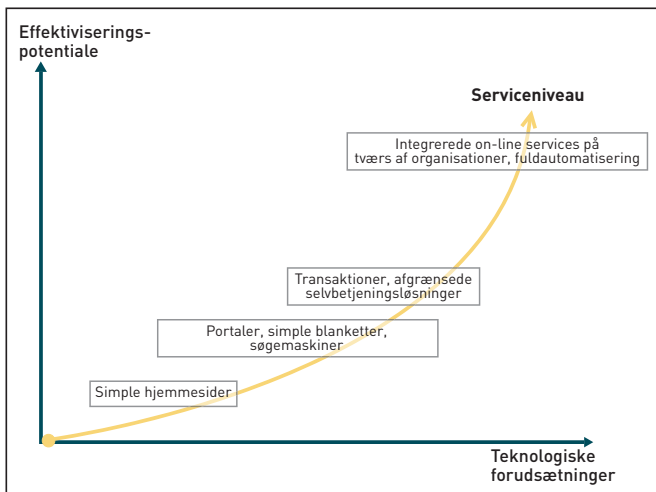 Effektiviserings-
potentiale
Serviceniveau
Integrerede on-line services på
tværs af organisationer, fuldautomatisering
Transaktioner, afgrænsede
selvbetjeningsløsninger
Portaler, simple blanketter,
søgemaskiner
Simple hjemmesider
Teknologiske
forudsætninger